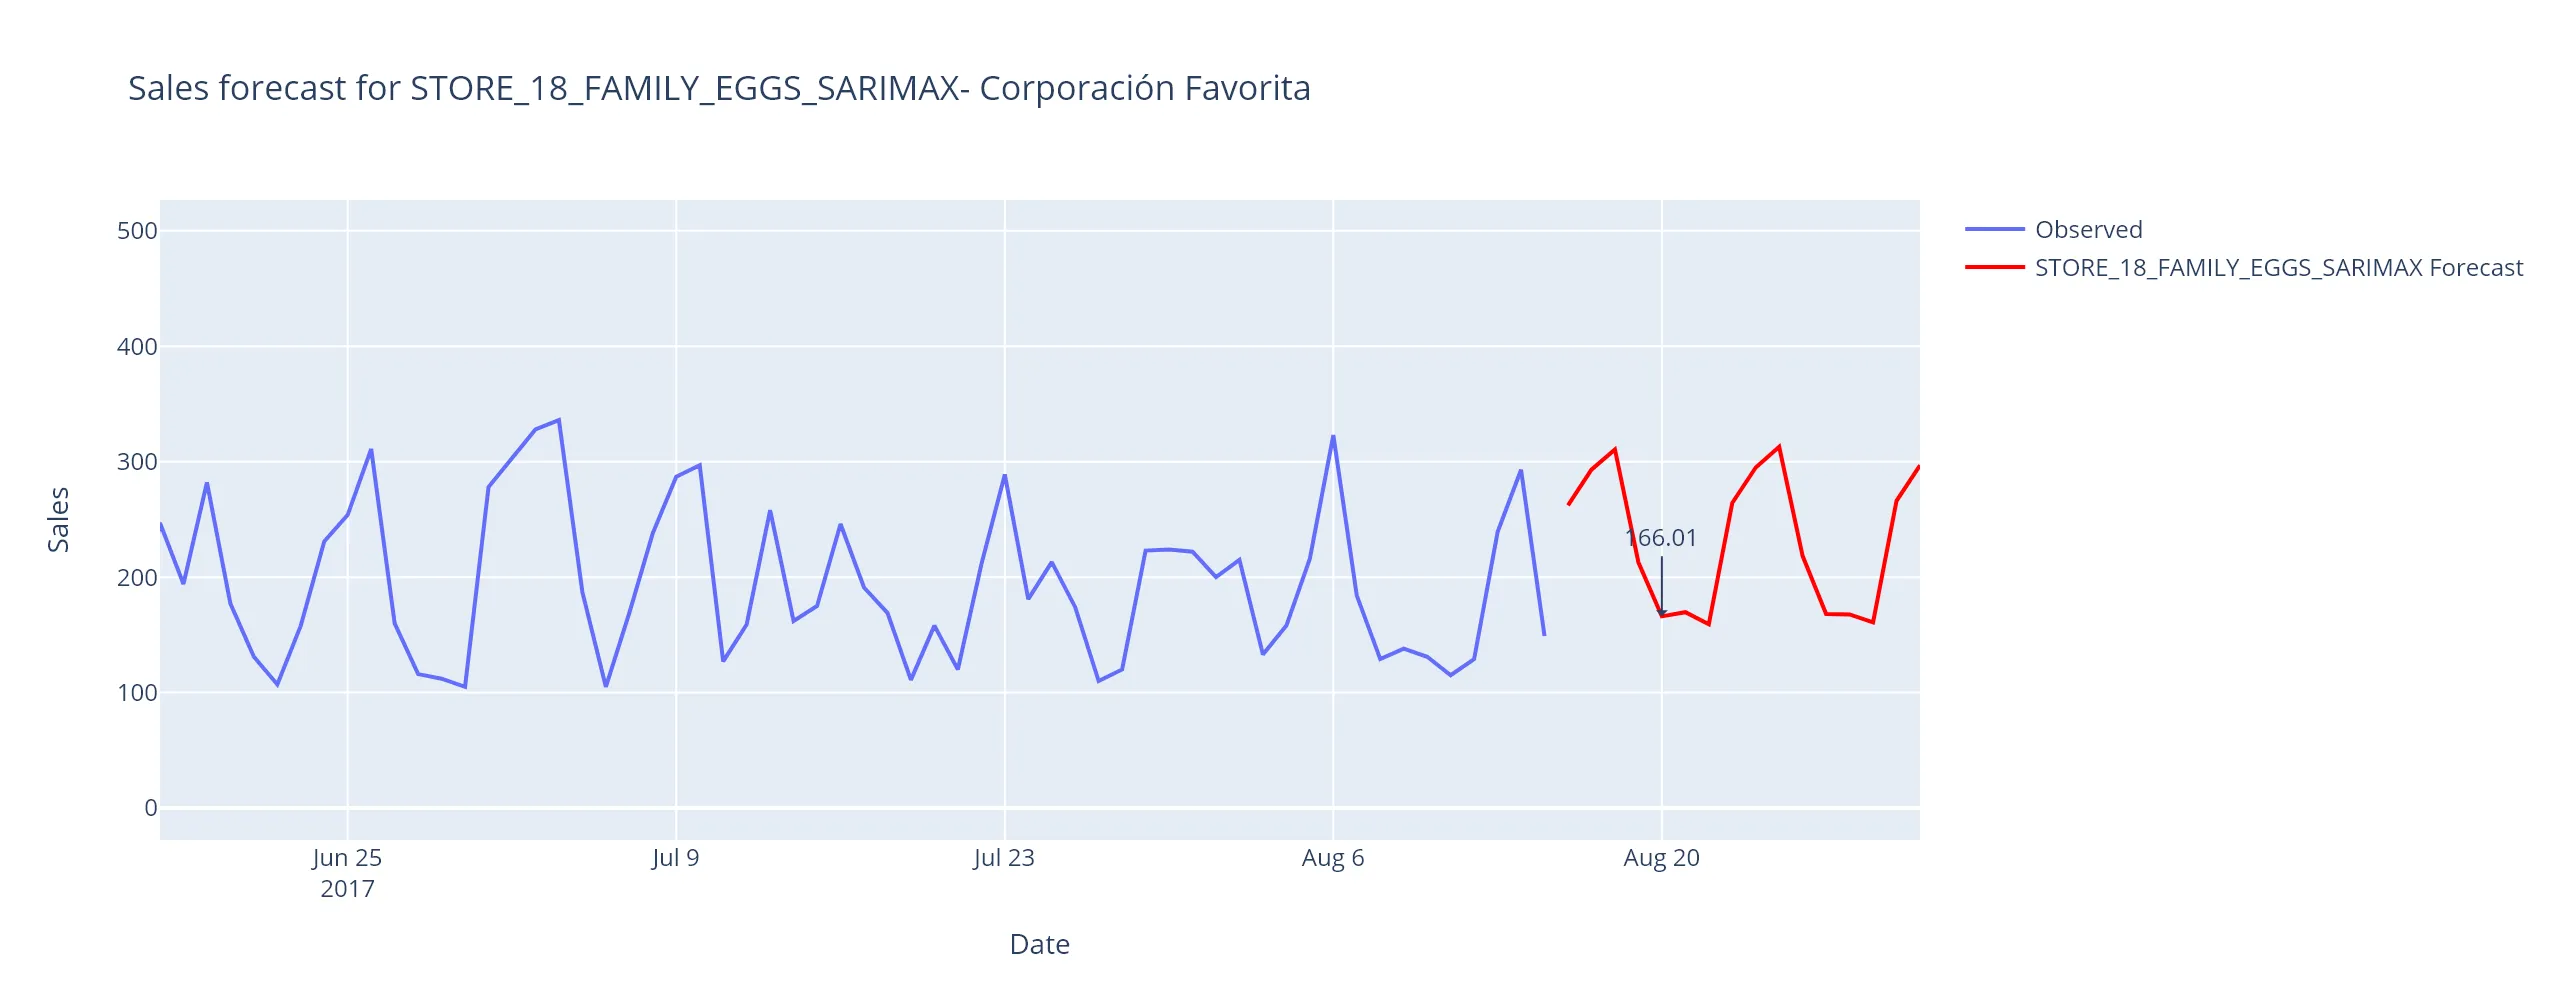 Sales forecast for STORE_18_FAMILY_EGGS_SARIMAX- Corporación Favorita
Observed
STORE_18_FAMILY_EGGS_SARIMAX Forecast
500
400
300
200
100
0
Sales
166.01
Jun 25
2017
Jul 9
Jul 23
Aug 6
Aug 20
Date